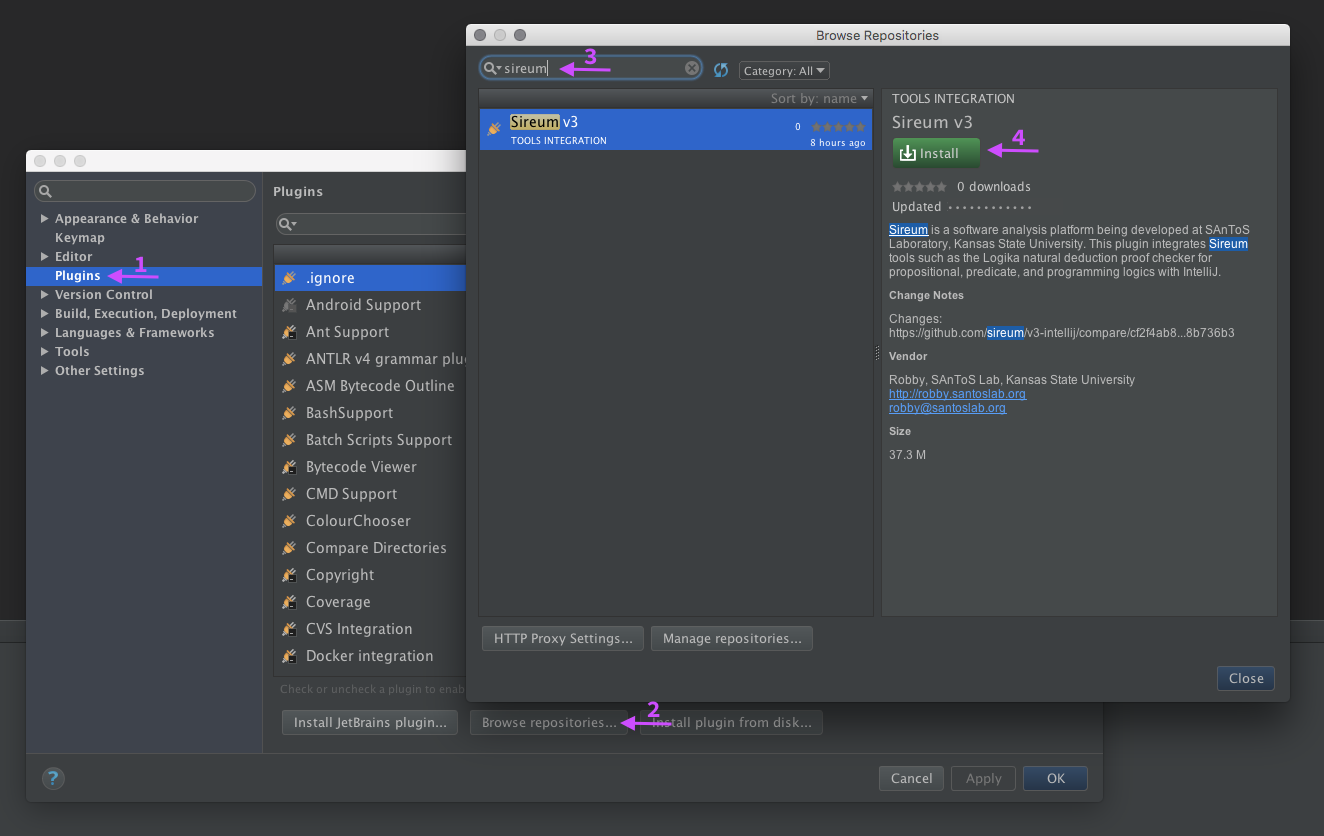 Browse Repositories
3
sireum
Category: All
Sort by: name
Sireum v3
0
TOOLS INTEGRATION
8 hours ago
TOOLS INTEGRATION
Sireum v3
Install
4
0 downloads
Updated
Sireum is a software analysis platform being developed at SAnToS
Laboratory, Kansas State University. This plugin integrates Sireum
tools such as the Logika natural deduction proof checker for
propositional, predicate, and programming logics with IntelliJ.
Change Notes
Changes:
https://github.com/sireum/v3-intellij/compare/cf2f4ab8...8b736b3
Vendor
Robby, SAnToS Lab, Kansas State University
http://robby.santoslab.org
robby@santoslab.org
Size
37.3 M
HTTP Proxy Settings...
Manage repositories...
Close
Appearance & Behavior
Keymap
Editor
Plugins
1
Version Control
Build, Execution, Deployment
Languages & Frameworks
Tools
Other Settings
Plugins
.ignore
Android Support
Ant Support
ANTLR v4 grammar plu
ASM Bytecode Outline
BashSupport
Batch Scripts Support
Bytecode Viewer
CMD Support
ColourChooser
Compare Directories
Copyright
Coverage
CVS Integration
Docker integration
Check or uncheck a plugin to enab
Install JetBrains plugin...
Browse repositories...
2
Install plugin from disk...
?
Cancel
Apply
OK